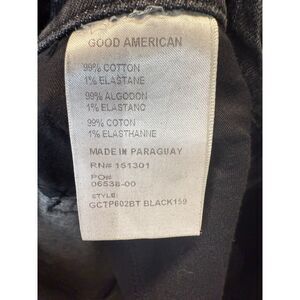 GOOD AMERICAN
99% COTTON
1% ELASTANE
99% ALGODON
1% ELASTANO
99% COTON
1% ELASTHANNE
MADE IN PARAGUAY
RN# 151301
PO#
06538-00
STYLE:
GCTP602BT BLACK159